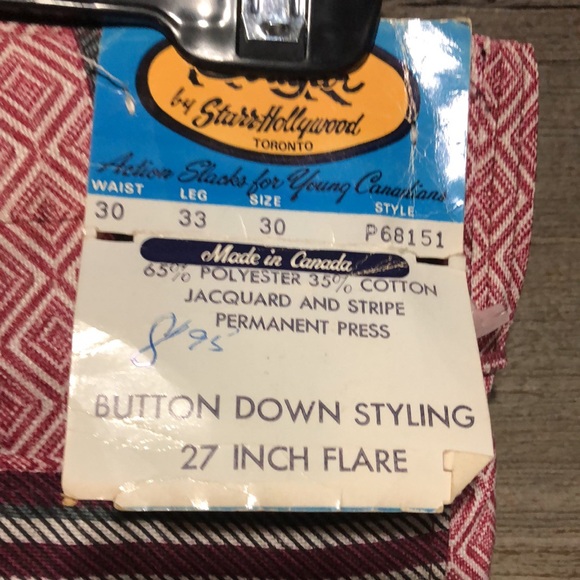 by Starr-Hollywood
TORONTO
Action Slacks for Young Canadians
WAIST LEG SIZE STYLE
30 33 30 P68151
Made in Canada
65% POLYESTER 35% COTTON
JACQUARD AND STRIPE
PERMANENT PRESS
8 95
BUTTON DOWN STYLING
27 INCH FLARE